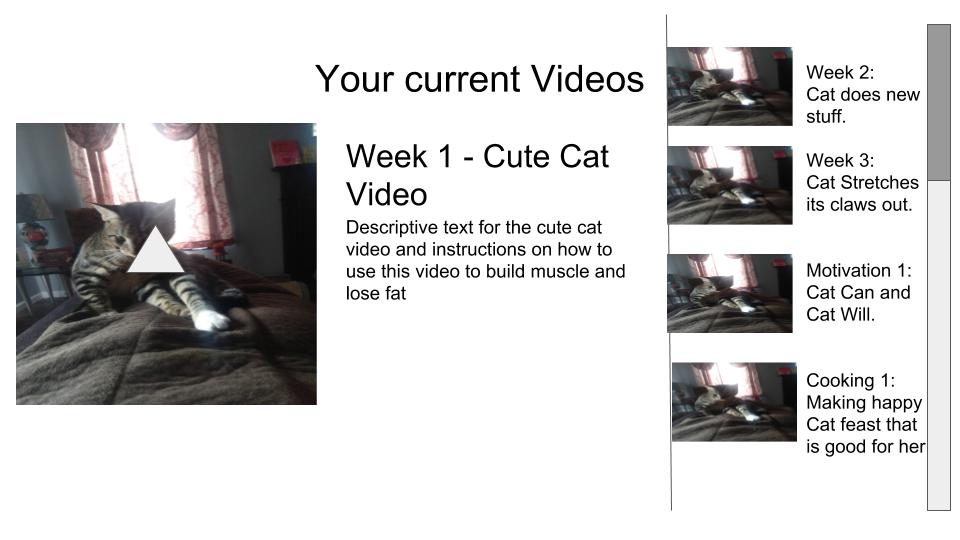 Your current Videos
Week 1 - Cute Cat
Video
Descriptive text for the cute cat
video and instructions on how to
use this video to build muscle and
lose fat
Week 2:
Cat does new
stuff.
Week 3:
Cat Stretches
its claws out.
Motivation 1:
Cat Can and
Cat Will.
Cooking 1:
Making happy
Cat feast that
is good for her